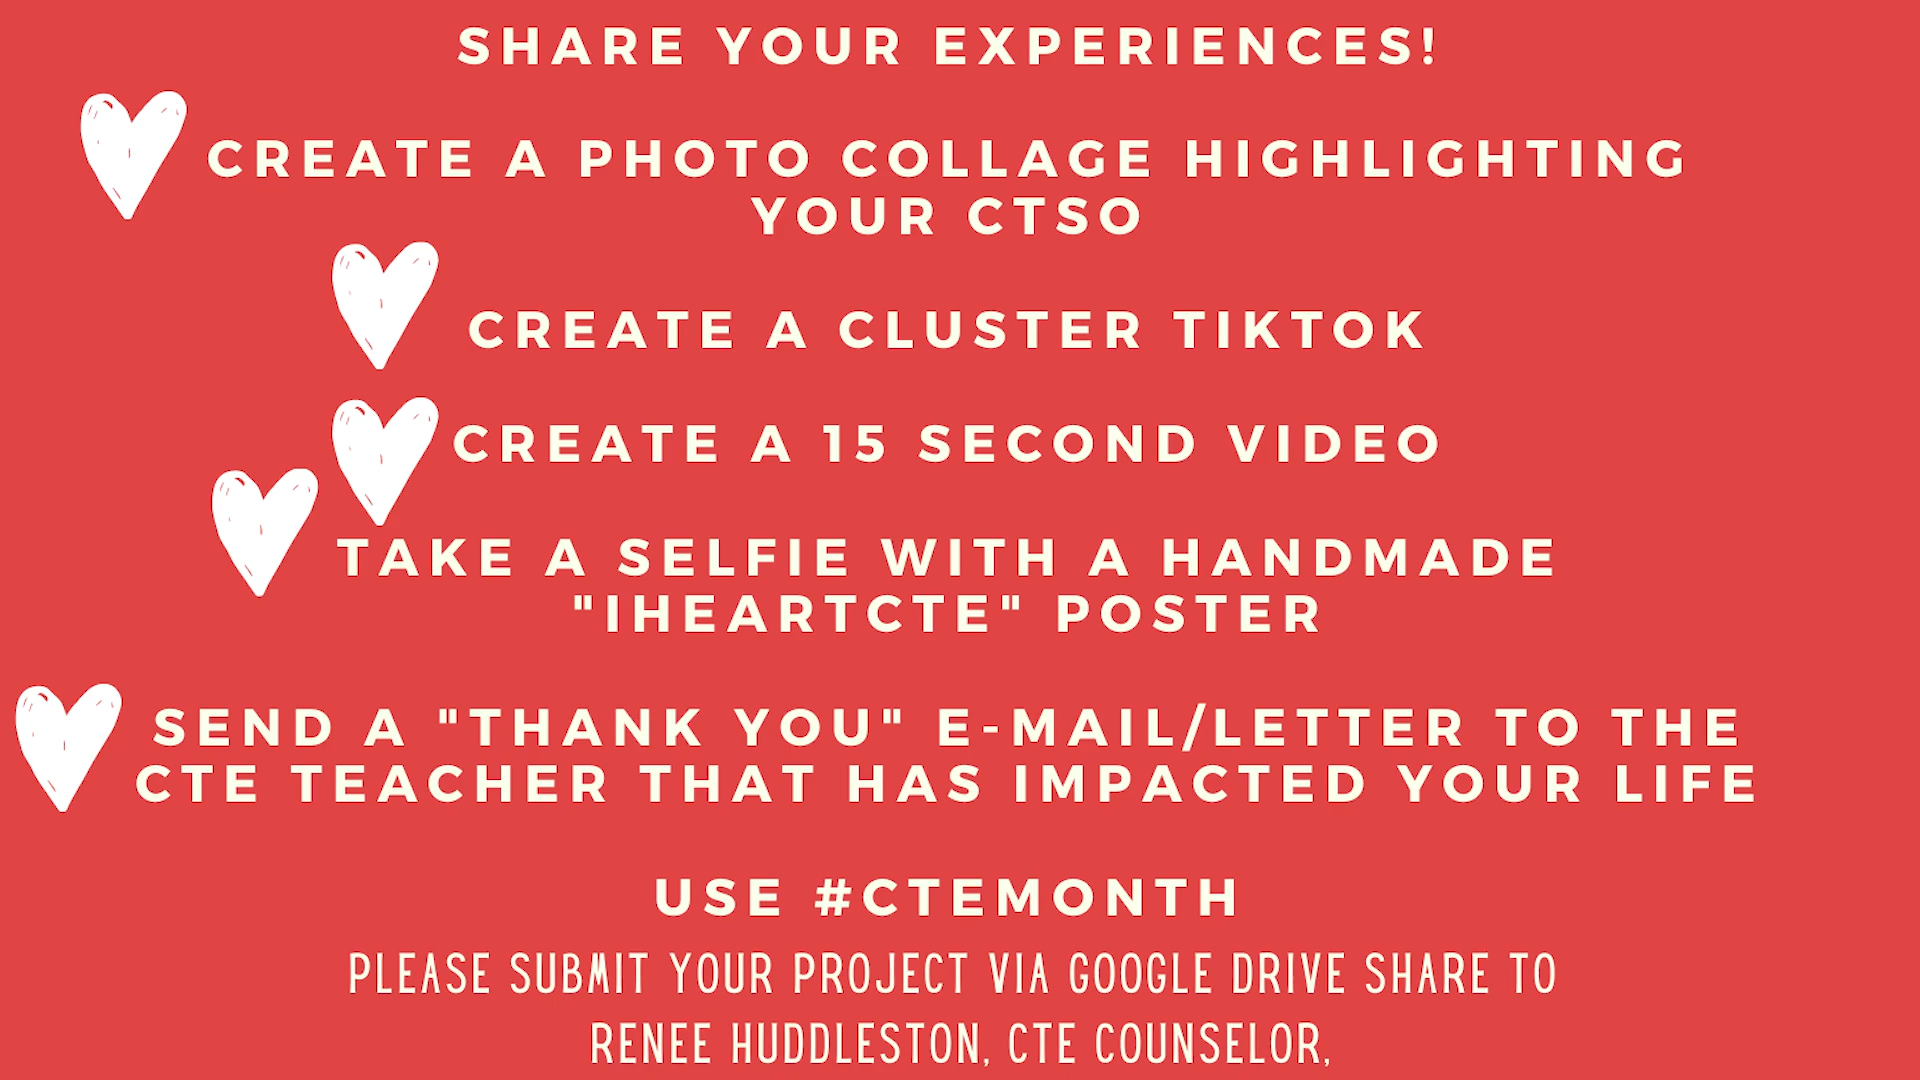 SHARE YOUR EXPERIENCES!
CREATE A PHOTO COLLAGE HIGHLIGHTING
YOUR CTSO
CREATE A CLUSTER TIKTOK
CREATE A 15 SECOND VIDEO
TAKE A SELFIE WITH A HANDMADE
"IHEARTCTE" POSTER
SEND A "THANK YOU" E-MAIL/LETTER TO THE
CTE TEACHER THAT HAS IMPACTED YOUR LIFE
USE #CTEMONTH
PLEASE SUBMIT YOUR PROJECT VIA GOOGLE DRIVE SHARE TO
RENEE HUDDLESTON, CTE COUNSELOR,